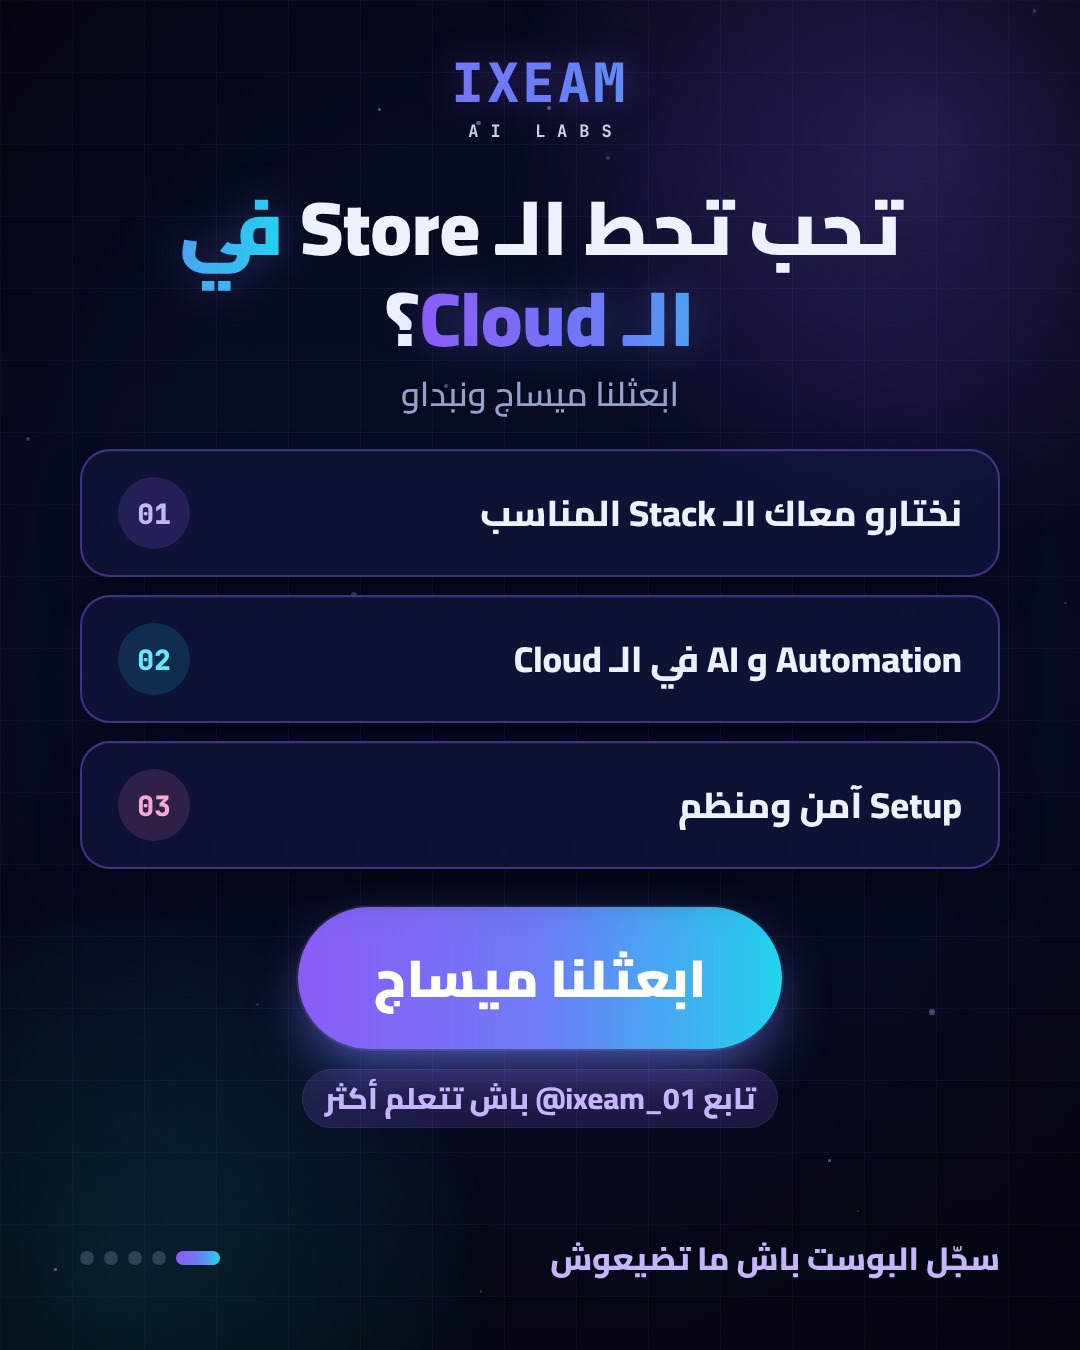 IXEAM
AI LABS
تحب تحط الـ Store في
الـ Cloud؟
ابعثلنا ميساج ونبداو
نختارو معاك الـ Stack المناسب
01
Automation و AI في الـ Cloud
02
Setup آمن ومنظم
03
ابعثلنا ميساج
تابع @ixeam_01 باش تتعلم أكثر
سجّل البوست باش ما تضيعوش